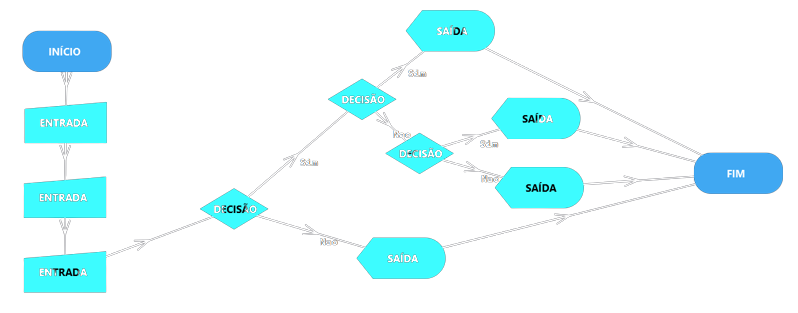 INÍCIO
ENTRADA
ENTRADA
ENTRADA
DECISÃO
Sim
Não
DECISÃO
Sim
Não
SAÍDA
DECISÃO
Sim
Não
SAÍDA
SAÍDA
SAÍDA
FIM